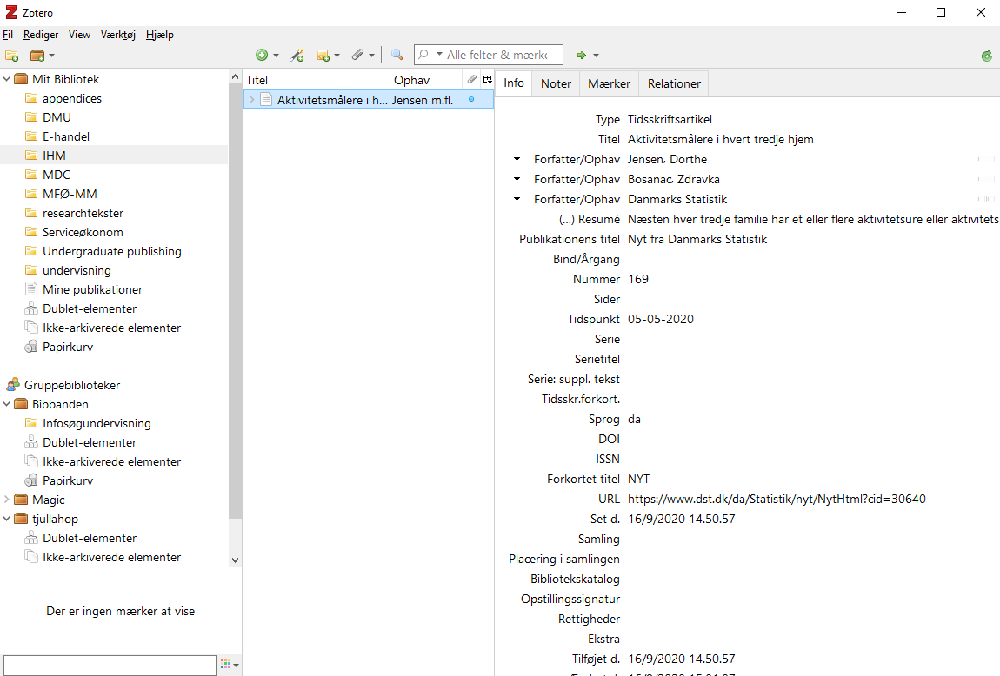 Zotero
Fil Rediger View Værktøj Hjælp
Alle felter & mærke
Mit Bibliotek
appendices
DMU
E-handel
IHM
MDC
MFØ-MM
researchtekster
Serviceøkonom
Undergraduate publishing
undervisning
Mine publikationer
Dublet-elementer
Ikke-arkiverede elementer
Papirkurv
Gruppebiblioteker
Bibbanden
Infosøgundervisning
Dublet-elementer
Ikke-arkiverede elementer
Papirkurv
Magic
tjullahop
Dublet-elementer
Ikke-arkiverede elementer
Der er ingen mærker at vise
Titel Ophav
Aktivitetsmålere i h... Jensen m.fl.
Info Noter Mærker Relationer
Type Tidsskriftsartikel
Titel Aktivitetsmålere i hvert tredje hjem
Forfatter/Ophav Jensen, Dorthe
Forfatter/Ophav Bosanac, Zdravka
Forfatter/Ophav Danmarks Statistik
(...) Resumé Næsten hver tredje familie har et eller flere aktivitetsure eller aktivitets
Publikationens titel Nyt fra Danmarks Statistik
Bind/Årgang
Nummer 169
Sider
Tidspunkt 05-05-2020
Serie
Serietitel
Serie: suppl. tekst
Tidsskr.forkort.
Sprog da
DOI
ISSN
Forkortet titel NYT
URL https://www.dst.dk/da/Statistik/nyt/NytHtml?cid=30640
Set d. 16/9/2020 14.50.57
Samling
Placering i samlingen
Bibliotekskatalog
Opstillingssignatur
Rettigheder
Ekstra
Tilføjet d. 16/9/2020 14.50.57